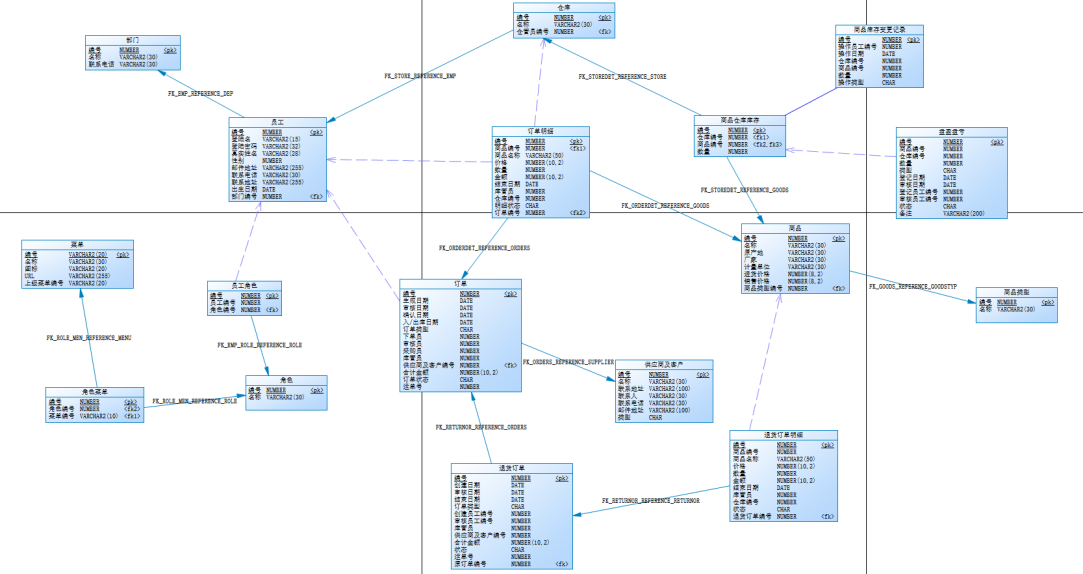 仓库
编号 NUMBER <pk>
名称 VARCHAR2(30)
仓管员编号 NUMBER <fk>
部门
编号 NUMBER <pk>
名称 VARCHAR2(30)
联系电话 VARCHAR2(30)
商品库存变更记录
编号 NUMBER <pk>
操作员工编号 NUMBER
操作日期 DATE
仓库编号 NUMBER
商品编号 NUMBER
数量 NUMBER
操作类型 CHAR
FK_STORE_REFERENCE_EMP
FK_STOREDET_REFERENCE_STORE
FK_EMP_REFERENCE_DEP
员工
编号 NUMBER <pk>
登陆名 VARCHAR2(15)
登陆密码 VARCHAR2(32)
真实姓名 VARCHAR2(28)
性别 NUMBER
邮件地址 VARCHAR2(255)
联系电话 VARCHAR2(30)
联系地址 VARCHAR2(255)
出生日期 DATE
部门编号 NUMBER <fk>
订单明细
编号 NUMBER <pk>
商品编号 NUMBER <fk1>
商品名称 VARCHAR2(50)
价格 NUMBER(10,2)
数量 NUMBER
金额 NUMBER(10,2)
结束日期 DATE
库管员 NUMBER
仓库编号 NUMBER
明细状态 CHAR
订单编号 NUMBER <fk2>
商品仓库库存
编号 NUMBER <pk>
仓库编号 NUMBER <fk1>
商品编号 NUMBER <fk2,fk3>
数量 NUMBER
盘盈盘亏
编号 NUMBER <pk>
商品编号 NUMBER
仓库编号 NUMBER
数量 NUMBER
类型 CHAR
登记日期 DATE
审核日期 DATE
登记员工编号 NUMBER
审核员工编号 NUMBER
状态 CHAR
备注 VARCHAR2(200)
FK_STOREDET_REFERENCE_GOODS
FK_ORDERDET_REFERENCE_GOODS
FK_ORDERDET_REFERENCE_ORDERS
商品
编号 NUMBER <pk>
名称 VARCHAR2(30)
原产地 VARCHAR2(30)
厂家 VARCHAR2(30)
计量单位 VARCHAR2(30)
进货价格 NUMBER(8,2)
销售价格 NUMBER(8,2)
商品类型编号 NUMBER <fk>
菜单
编号 VARCHAR2(20) <pk>
名称 VARCHAR2(30)
图标 VARCHAR2(20)
URL VARCHAR2(255)
上级菜单编号 VARCHAR2(20)
员工角色
编号 NUMBER <pk>
员工编号 NUMBER
角色编号 NUMBER <fk>
订单
编号 NUMBER <pk>
生成日期 DATE
审核日期 DATE
确认日期 DATE
入/出库日期 DATE
订单类型 CHAR
下单员 NUMBER
审核员 NUMBER
采购员 NUMBER
库管员 NUMBER
供应商及客户编号 NUMBER <fk>
合计金额 NUMBER(10,2)
订单状态 CHAR
运单号 NUMBER
FK_GOODS_REFERENCE_GOODSTYP
商品类型
编号 NUMBER <pk>
名称 VARCHAR2(30)
FK_ROLE_MEN_REFERENCE_MENU
FK_EMP_ROLE_REFERENCE_ROLE
FK_ORDERS_REFERENCE_SUPPLIER
供应商及客户
编号 NUMBER <pk>
名称 VARCHAR2(30)
联系地址 VARCHAR2(100)
联系人 VARCHAR2(30)
联系电话 VARCHAR2(30)
邮件地址 VARCHAR2(100)
类型 CHAR
角色
编号 NUMBER <pk>
名称 VARCHAR2(30)
角色菜单
编号 NUMBER <pk>
角色编号 NUMBER <fk2>
菜单编号 VARCHAR2(10) <fk1>
FK_ROLE_MEN_REFERENCE_ROLE
FK_RETURNOR_REFERENCE_ORDERS
退货订单明细
编号 NUMBER <pk>
商品编号 NUMBER
商品名称 VARCHAR2(50)
价格 NUMBER(10,2)
数量 NUMBER
金额 NUMBER(10,2)
结束日期 DATE
库管员 NUMBER
仓库编号 NUMBER
状态 CHAR
退货订单编号 NUMBER <fk>
退货订单
编号 NUMBER <pk>
创建日期 DATE
审核日期 DATE
结束日期 DATE
订单类型 CHAR
创建员工编号 NUMBER
审核员工编号 NUMBER
库管员 NUMBER
供应商及客户编号 NUMBER
合计金额 NUMBER(10,2)
状态 CHAR
运单号 NUMBER
原订单编号 NUMBER <fk>
FK_RETURNOR_REFERENCE_RETURNOR